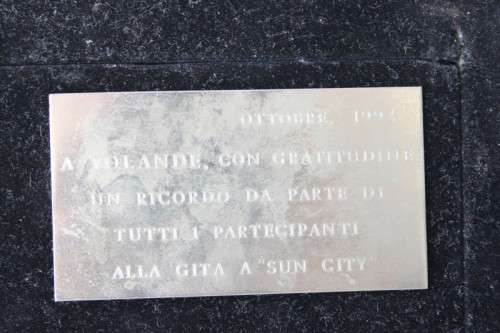 OTTOBRE,
A YOLANDE, CON GRATITUDINE
UN RICORDO DA PARTE DI
TUTTI I PARTECIPANTI
ALLA GITA A "SUN CITY"